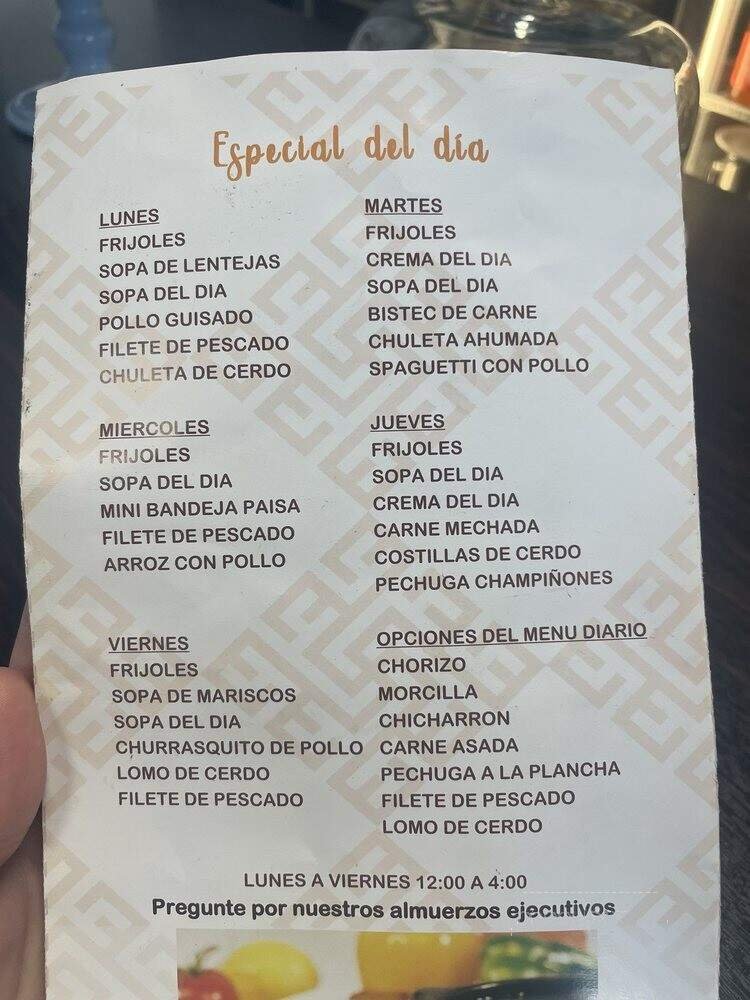 Especial del día
LUNES
FRIJOLES
SOPA DE LENTEJAS
SOPA DEL DIA
POLLO GUISADO
FILETE DE PESCADO
CHULETA DE CERDO
MARTES
FRIJOLES
CREMA DEL DIA
SOPA DEL DIA
BISTEC DE CARNE
CHULETA AHUMADA
SPAGUETTI CON POLLO
MIERCOLES
FRIJOLES
SOPA DEL DIA
MINI BANDEJA PAISA
FILETE DE PESCADO
ARROZ CON POLLO
JUEVES
FRIJOLES
SOPA DEL DIA
CREMA DEL DIA
CARNE MECHADA
COSTILLAS DE CERDO
PECHUGA CHAMPIÑONES
VIERNES
FRIJOLES
SOPA DE MARISCOS
SOPA DEL DIA
CHURRASQUITO DE POLLO
LOMO DE CERDO
FILETE DE PESCADO
OPCIONES DEL MENU DIARIO
CHORIZO
MORCILLA
CHICHARRON
CARNE ASADA
PECHUGA A LA PLANCHA
FILETE DE PESCADO
LOMO DE CERDO
LUNES A VIERNES 12:00 A 4:00
Pregunte por nuestros almuerzos ejecutivos